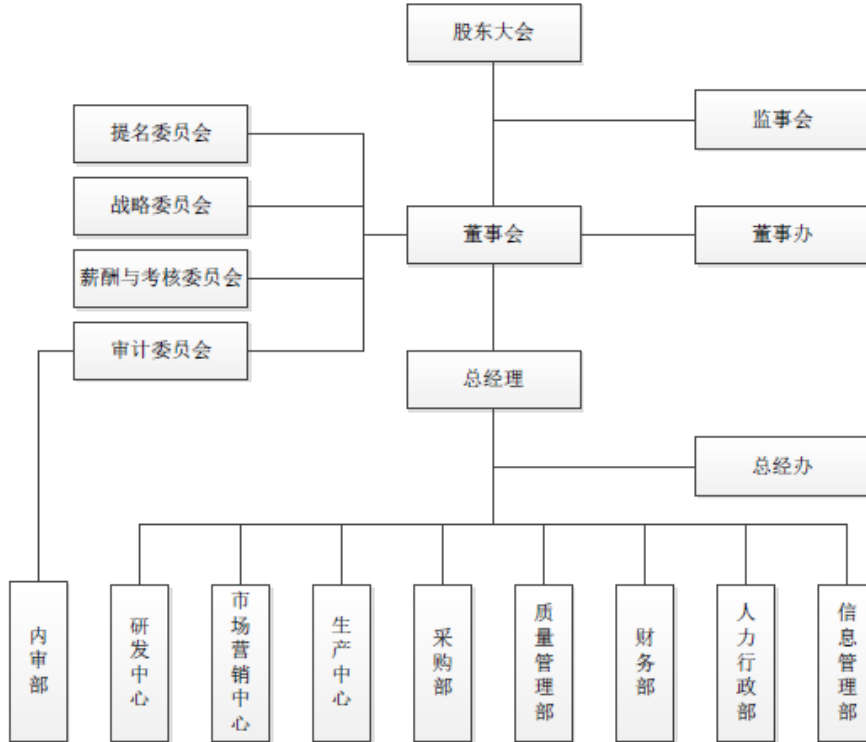 股东大会
提名委员会
监事会
战略委员会
董事会
董事办
薪酬与考核委员会
审计委员会
总经理
总经办
内审部
研发中心
市场营销中心
生产中心
采购部
质量管理部
财务部
人力行政部
信息管理部